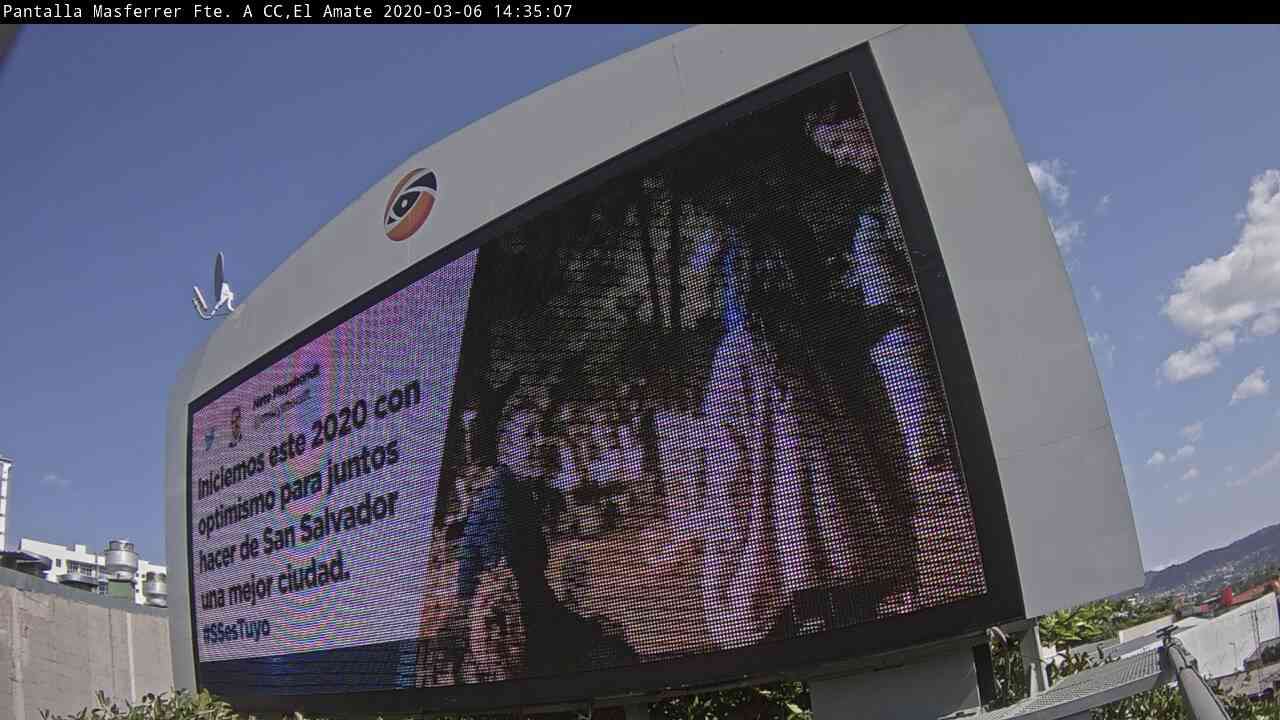 Pantalla Masferrer Fte. A CC,El Amate 2020-03-06 14:35:07
Iniciemos este 2020 con
optimismo para juntos
hacer de San Salvador
una mejor ciudad.
#SSesTuyo